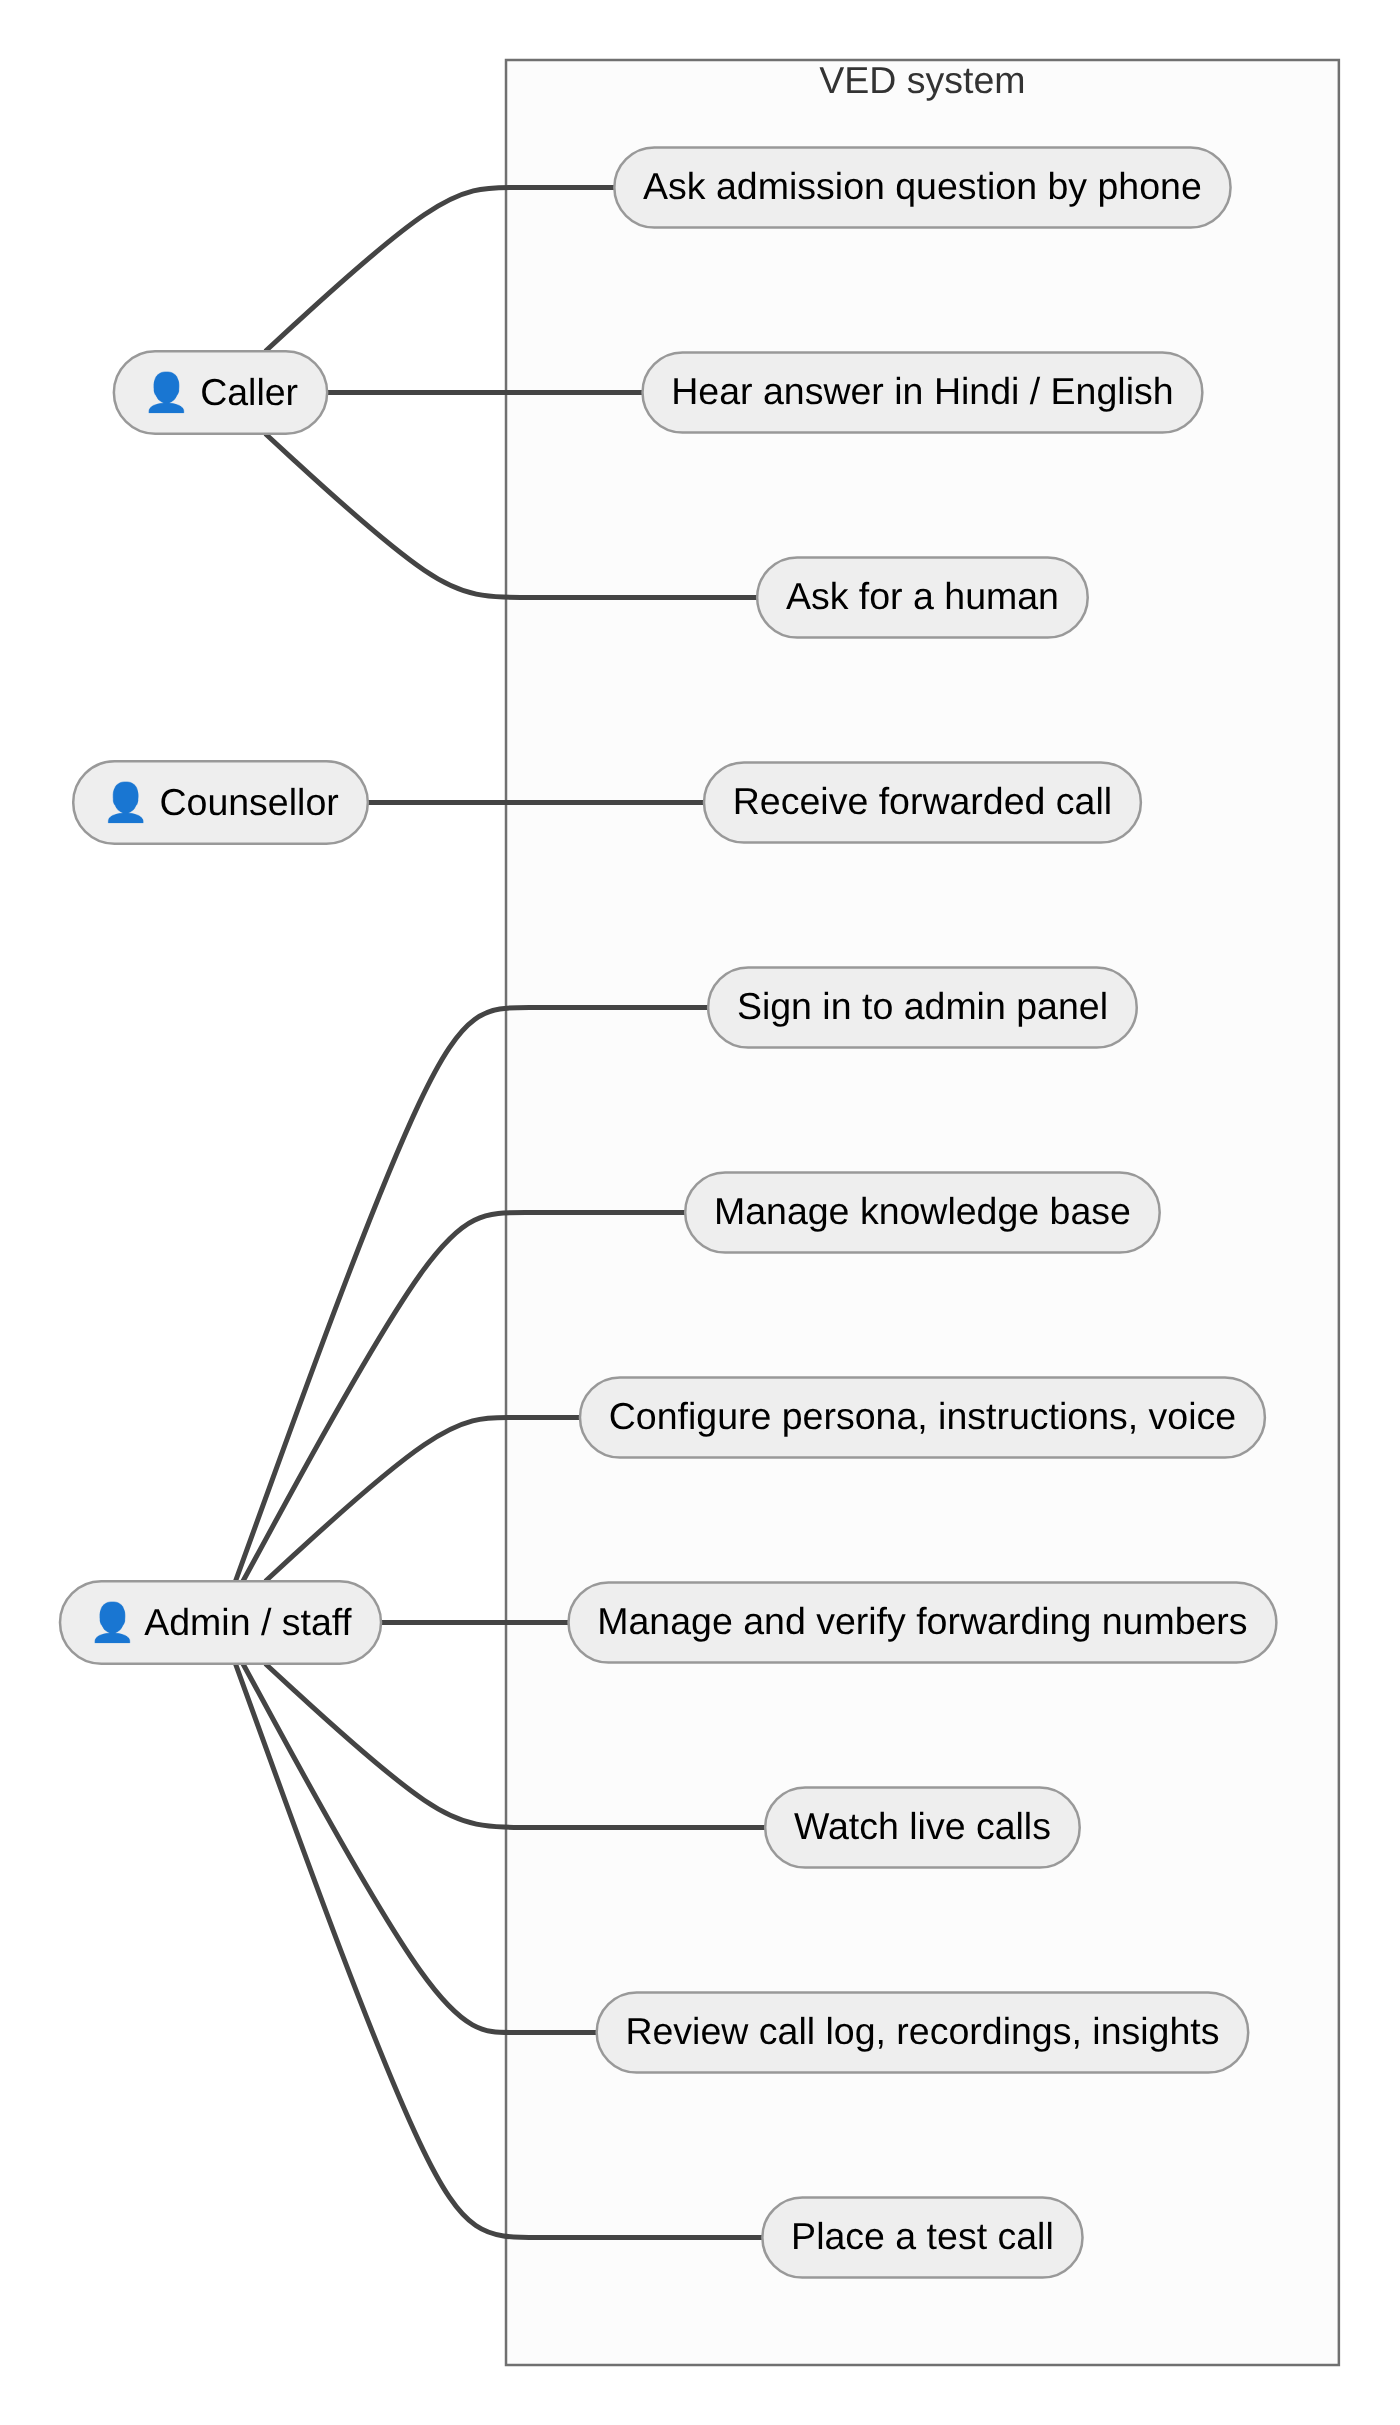 VED system
Ask admission question by phone
Caller
Hear answer in Hindi / English
Ask for a human
Counsellor
Receive forwarded call
Sign in to admin panel
Manage knowledge base
Configure persona, instructions, voice
Admin / staff
Manage and verify forwarding numbers
Watch live calls
Review call log, recordings, insights
Place a test call